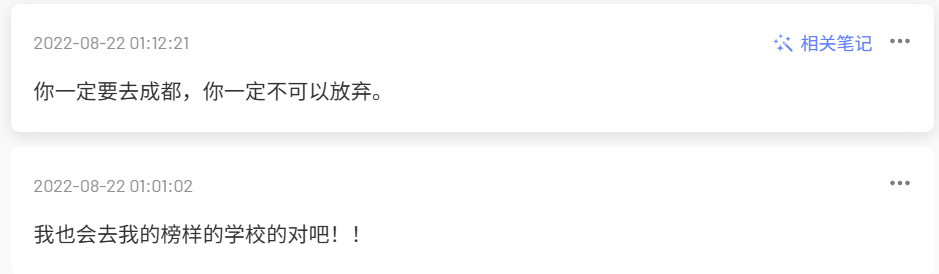 2022-08-22 01:12:21 相关笔记
你一定要去成都，你一定不可以放弃。
2022-08-22 01:01:02
我也会去我的榜样的学校的对吧！！